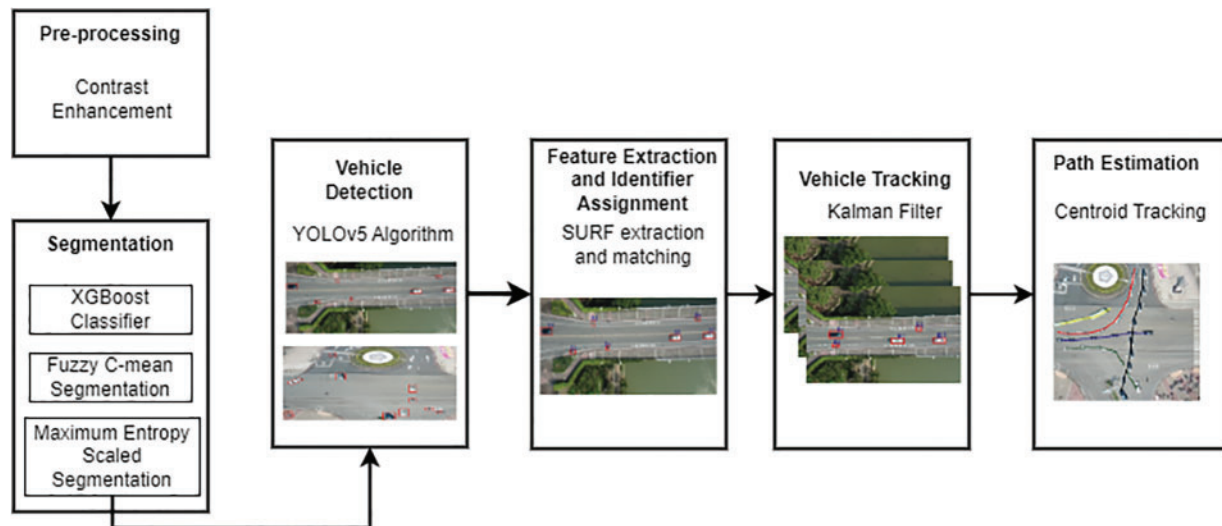 Pre-processing
Contrast
Enhancement
Segmentation
XGBoost
Classifier
Fuzzy C-mean
Segmentation
Maximum Entropy
Scaled
Segmentation
Vehicle
Detection
YOLOv5 Algorithm
Feature Extraction
and Identifier
Assignment
SURF extraction
and matching
Vehicle Tracking
Kalman Filter
Path Estimation
Centroid Tracking